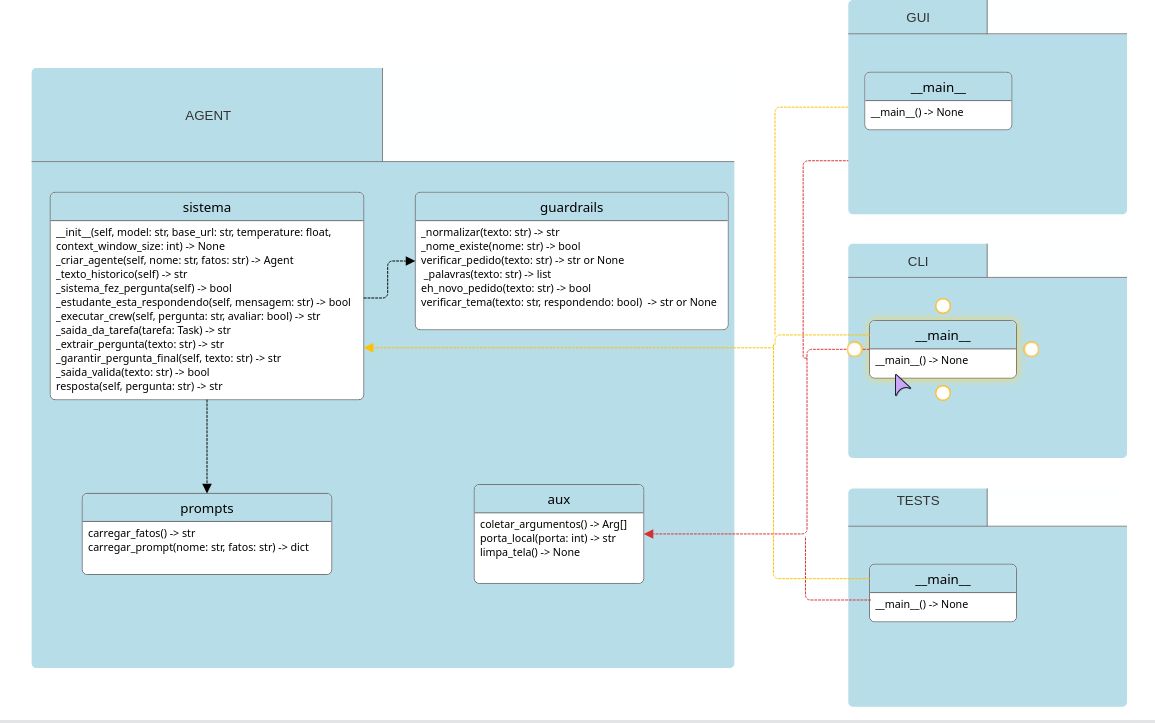 GUI
__main__
__main__() -> None
AGENT
sistema
__init__(self, model: str, base_url: str, temperature: float,
context_window_size: int) -> None
_criar_agente(self, nome: str, fatos: str) -> Agent
_texto_historico(self) -> str
_sistema_fez_pergunta(self) -> bool
_estudante_esta_respondendo(self, mensagem: str) -> bool
_executar_crew(self, pergunta: str, avaliar: bool) -> str
_saida_da_tarefa(tarefa: Task) -> str
_extrair_pergunta(texto: str) -> str
_garantir_pergunta_final(self, texto: str) -> str
_saida_valida(texto: str) -> bool
resposta(self, pergunta: str) -> str
guardrails
_normalizar(texto: str) -> str
_nome_existe(nome: str) -> bool
verificar_pedido(texto: str) -> str or None
_palavras(texto: str) -> list
eh_novo_pedido(texto: str) -> bool
verificar_tema(texto: str, respondendo: bool)  -> str or None
CLI
__main__
__main__() -> None
prompts
carregar_fatos() -> str
carregar_prompt(nome: str, fatos: str) -> dict
aux
coletar_argumentos() -> Arg[]
porta_local(porta: int) -> str
limpa_tela() -> None
TESTS
__main__
__main__() -> None